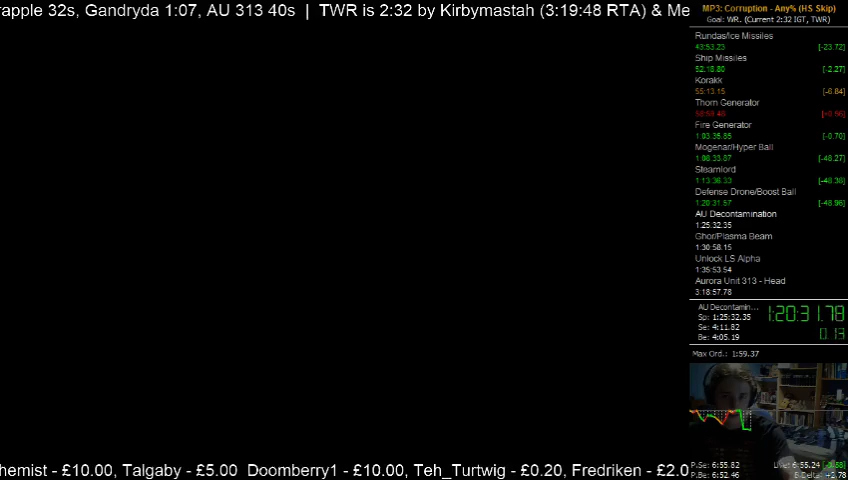 rapple 32s, Gandryda 1:07, AU 313 40s | TWR is 2:32 by Kirbymastah (3:19:48 RTA) & Me
MP3: Corruption - Any% (HS Skip)
Goal: WR. (Current 2:32 IGT, TWR)
Rundas/Ice Missiles
49:53.23 [-23.72]
Ship Missiles
52:18.80 [-2.27]
Korakk
55:13.15 [-6.84]
Thorn Generator
Fire Generator
1:03:35.85 [-0.70]
Mogenar/Hyper Ball
1:08:33.87 [-48.27]
Steamlord
1:13:36.33 [-48.38]
Defense Drone/Boost Ball
1:20:31.57 [-48.96]
AU Decontamination
1:25:32.35
Ghor/Plasma Beam
1:30:58.15
Unlock LS Alpha
1:35:53.54
Aurora Unit 313 - Head
3:18:57.78
AU Decontamin...
Sp: 1:25:32.35
Se: 4:11.82
Be: 4:05.19
1:20:31.78
0.13
Max Ord.: 1:59.37
P.Se: 6:55.82 Live: 6:55.24
P.Be: 6:52.46 S.Delta: +2.78
hemist - £10.00, Talgaby - £5.00 Doomberry1 - £10.00, Teh_Turtwig - £0.20, Fredriken - £2.0